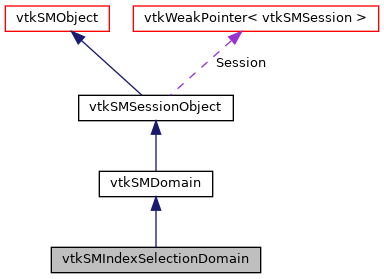 vtkSMObject
vtkWeakPointer< vtkSMSession >
Session
vtkSMSessionObject
vtkSMDomain
vtkSMIndexSelectionDomain